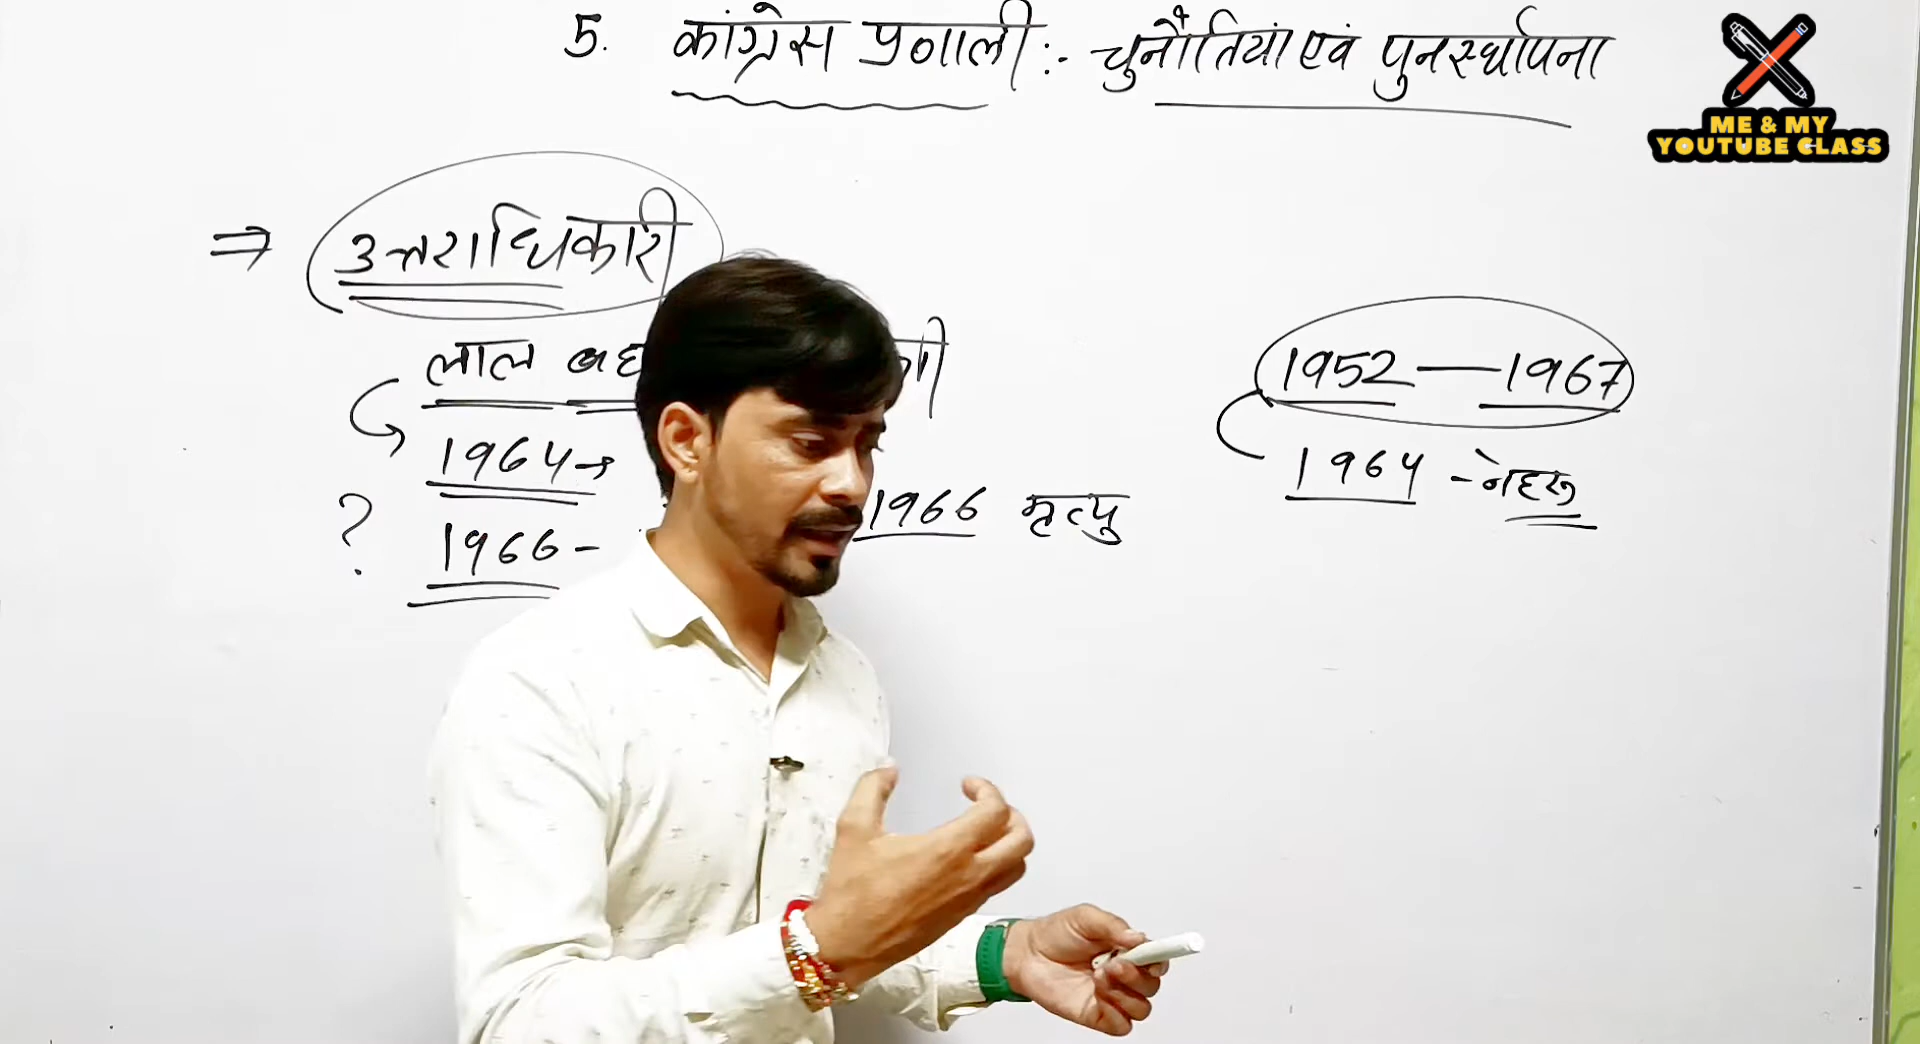 5. कांग्रेस प्रणाली :- चुनौतियां एवं पुनर्स्थापना
ME & MY
YOUTUBE CLASS
⇒ उत्तराधिकारी
लाल
1952 — 1967
1964 →
1964 - नेहरू
? 1966 -
1966 मृत्यु